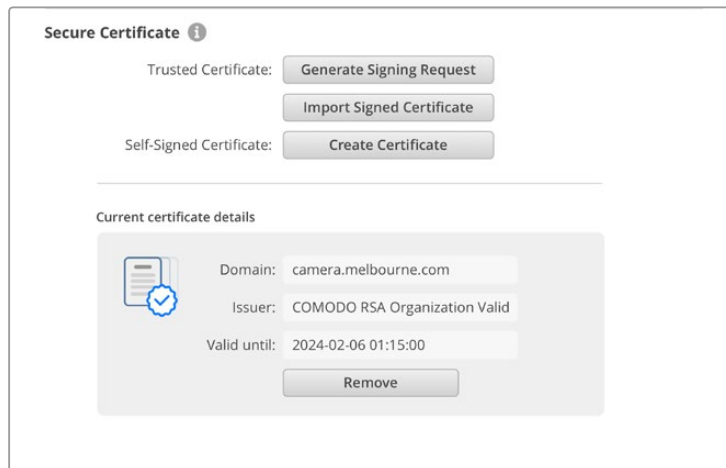 Secure Certificate
Trusted Certificate: Generate Signing Request
Import Signed Certificate
Self-Signed Certificate: Create Certificate
Current certificate details
Domain: camera.melbourne.com
Issuer: COMODO RSA Organization Valid
Valid until: 2024-02-06 01:15:00
Remove